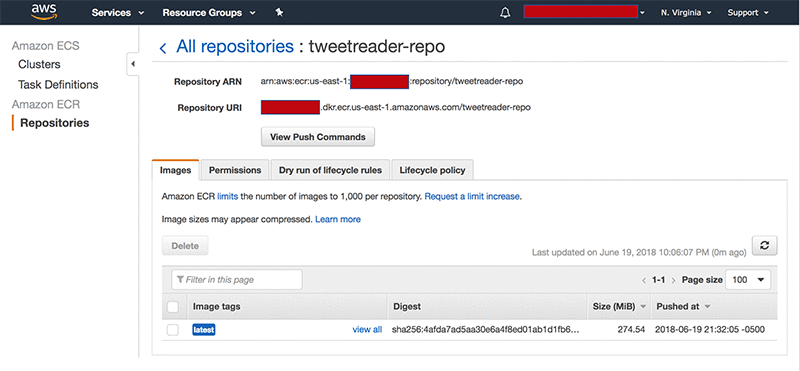 aws Services Resource Groups N. Virginia Support
Amazon ECS
Clusters
Task Definitions
Amazon ECR
Repositories
All repositories : tweetreader-repo
Repository ARN arn:aws:ecr:us-east-1: :repository/tweetreader-repo
Repository URI .dkr.ecr.us-east-1.amazonaws.com/tweetreader-repo
View Push Commands
Images Permissions Dry run of lifecycle rules Lifecycle policy
Amazon ECR limits the number of images to 1,000 per repository. Request a limit increase.
Image sizes may appear compressed. Learn more
Delete Last updated on June 19, 2018 10:06:07 PM (0m ago)
Filter in this page 1-1 Page size 100
Image tags Digest Size (MiB) Pushed at
latest view all sha256:4afda7ad5aa30e6a4f8ed01ab1d1fb6... 274.54 2018-06-19 21:32:05 -0500